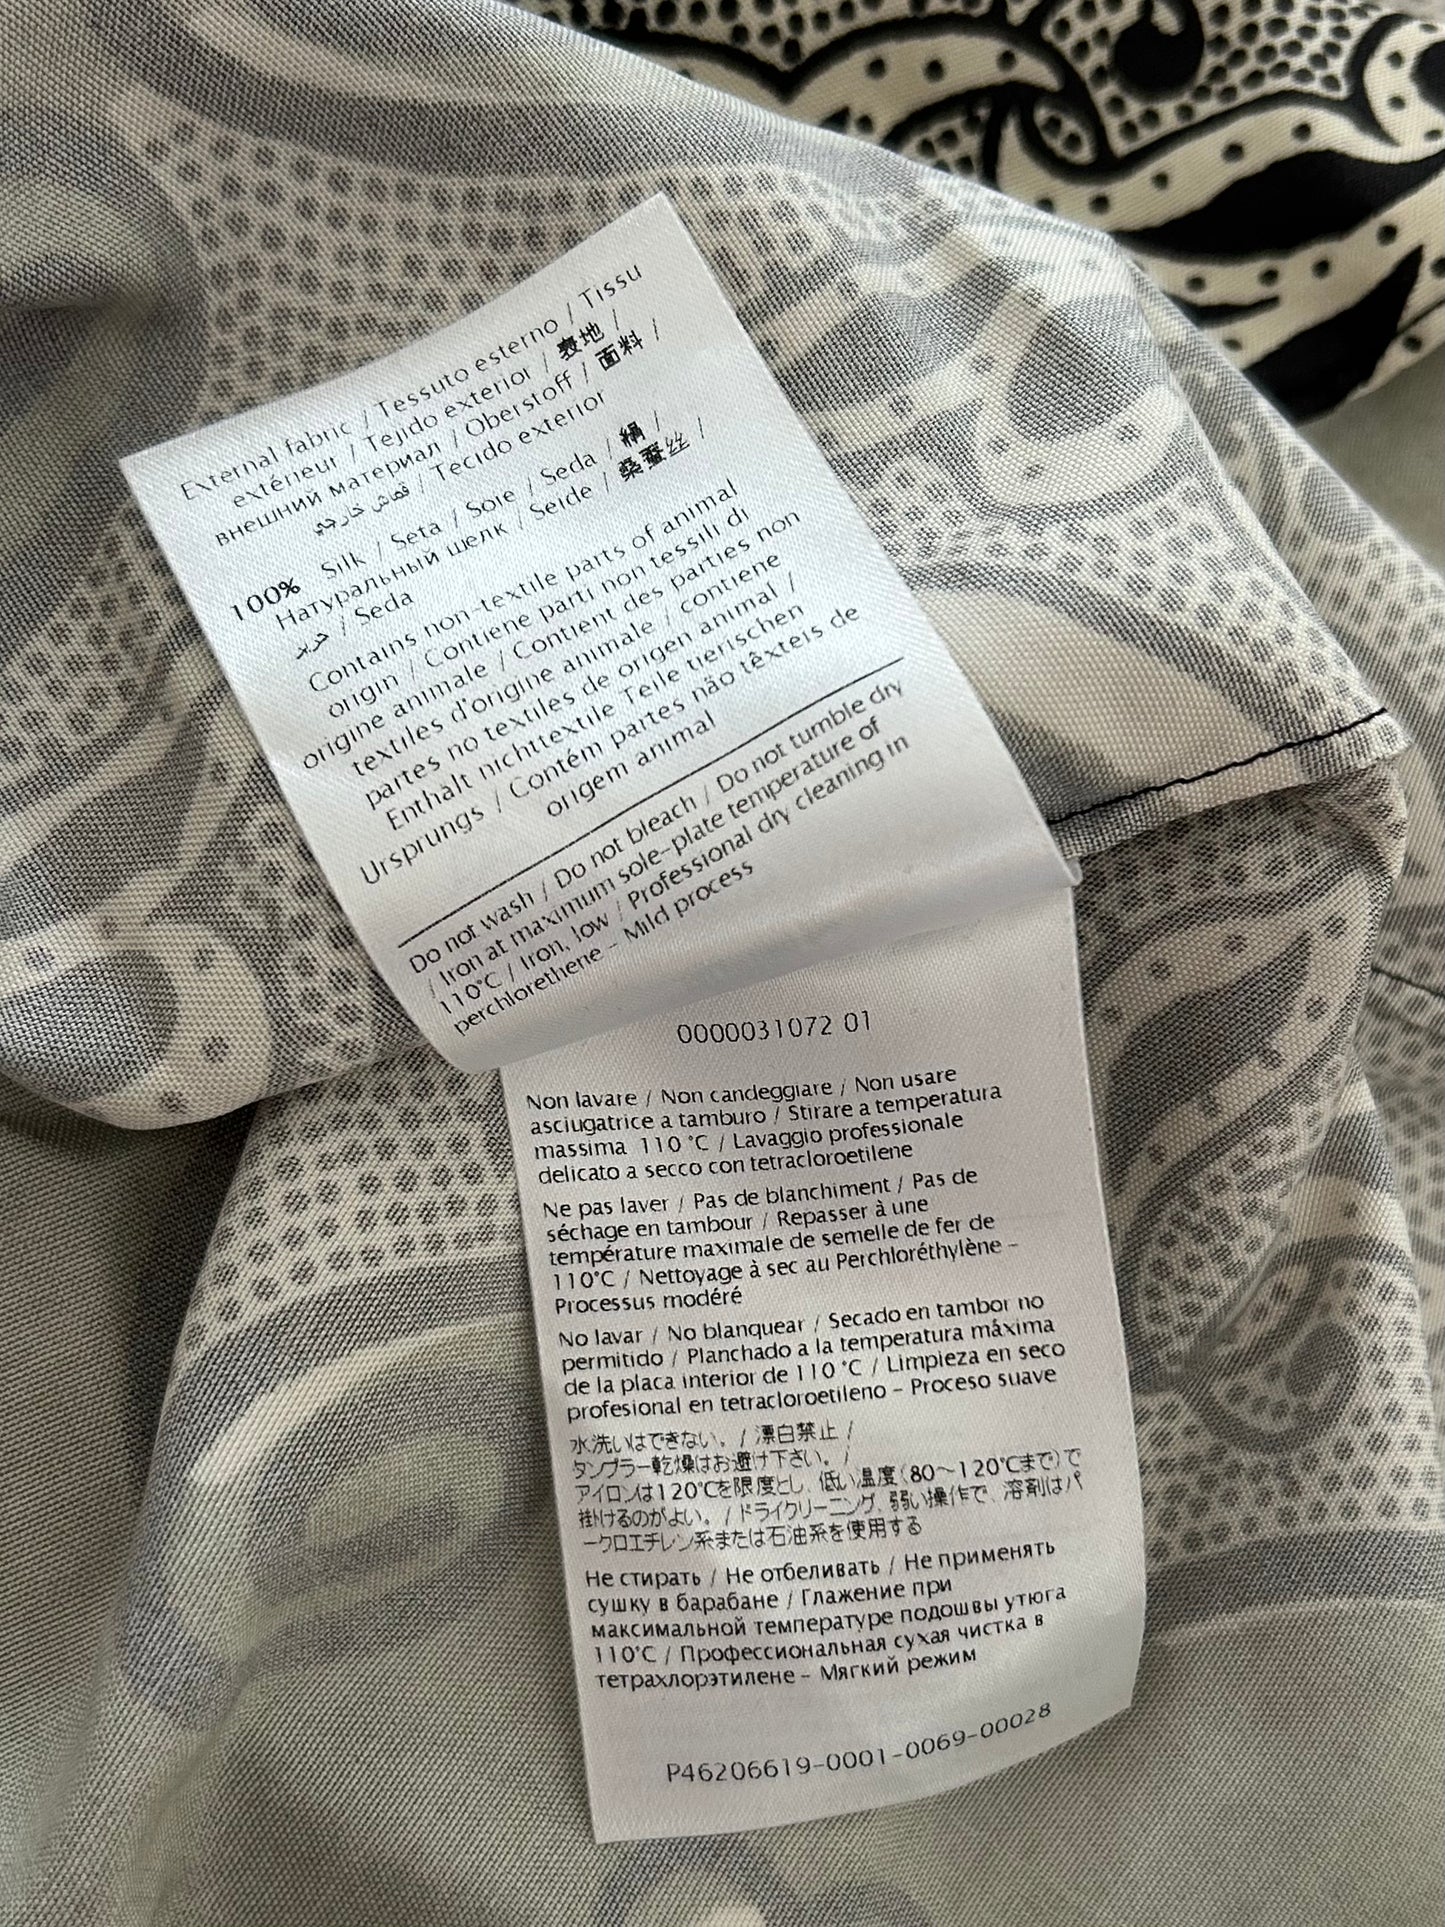 External fabric / Tessuto esterno / Tissu
extérieur / Tejido exterior / 表地 /
внешний материал / Oberstoff / 面料 /
قماش خارجي / Tecido exterior
100% Silk / Seta / Soie / Seda / 絹 /
Натуральный шелк / Seide / 桑蚕丝 /
حرير / Seda
Contains non-textile parts of animal
origin / Contiene parti non tessili di
origine animale / Contient des parties non
textiles d'origine animale / contiene
partes no textiles de origen animal /
Enthält nichttextile Teile tierischen
Ursprungs / Contém partes não têxteis de
origem animal
Do not wash / Do not bleach / Do not tumble dry
/ Iron at maximum sole-plate temperature of
110°C / Iron, low / Professional dry cleaning in
perchlorethene - Mild process
0000031072 01
Non lavare / Non candeggiare / Non usare
asciugatrice a tamburo / Stirare a temperatura
massima 110 °C / Lavaggio professionale
delicato a secco con tetracloroetilene
Ne pas laver / Pas de blanchiment / Pas de
séchage en tambour / Repasser à une
température maximale de semelle de fer de
110°C / Nettoyage à sec au Perchloréthylène -
Processus modéré
No lavar / No blanquear / Secado en tambor no
permitido / Planchado a la temperatura máxima
de la placa interior de 110 °C / Limpieza en seco
profesional en tetracloroetileno - Proceso suave
水洗いはできない。 / 漂白禁止 /
タンブラー乾燥はお避け下さい。 /
アイロンは120℃を限度とし、低い温度(80〜120℃まで)で
掛けるのがよい。 / ドライクリーニング、弱い操作で、溶剤はパ
ークロエチレン系または石油系を使用する
Не стирать / Не отбеливать / Не применять
сушку в барабане / Глажение при
максимальной температуре подошвы утюга
110°C / Профессиональная сухая чистка в
тетрахлорэтилене - Мягкий режим
P46206619-0001-0069-00028